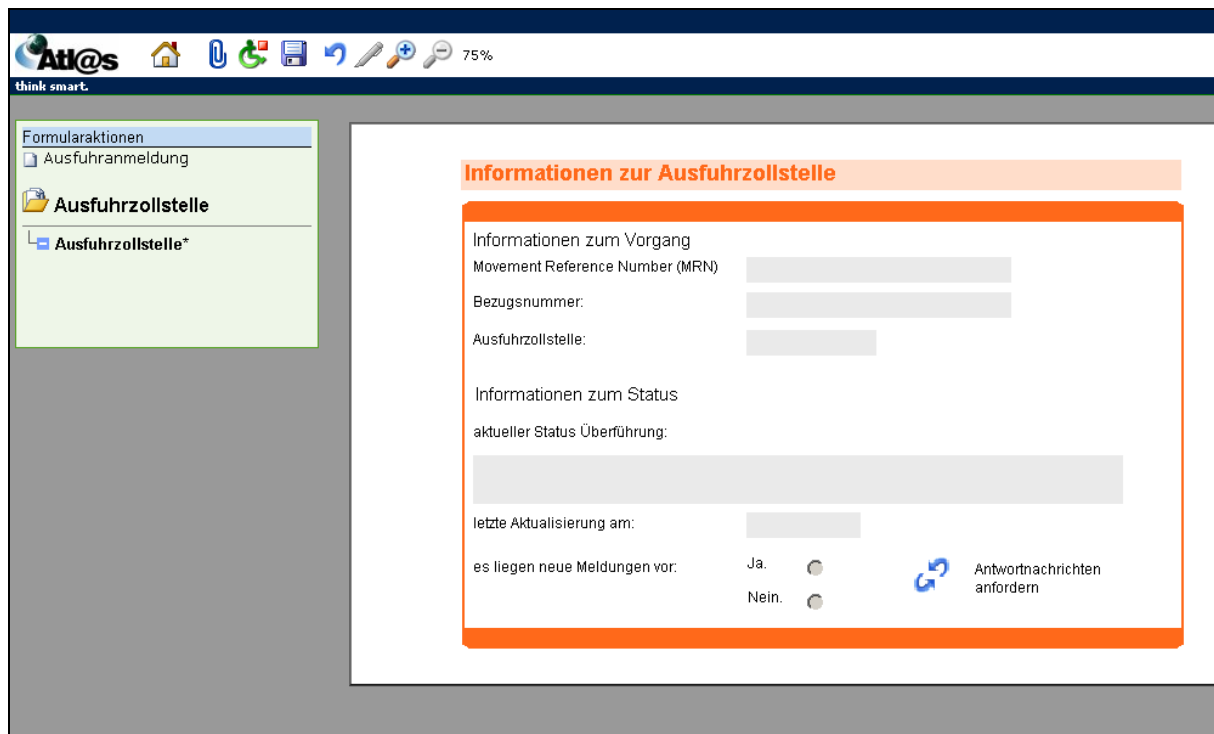 Atl@s
75%
think smart.
Formularaktionen
Ausfuhranmeldung
Ausfuhrzollstelle
Ausfuhrzollstelle*
Informationen zur Ausfuhrzollstelle
Informationen zum Vorgang
Movement Reference Number (MRN)
Bezugsnummer:
Ausfuhrzollstelle:
Informationen zum Status
aktueller Status Überführung:
letzte Aktualisierung am:
es liegen neue Meldungen vor:
Ja.
Nein.
Antwortnachrichten
anfordern